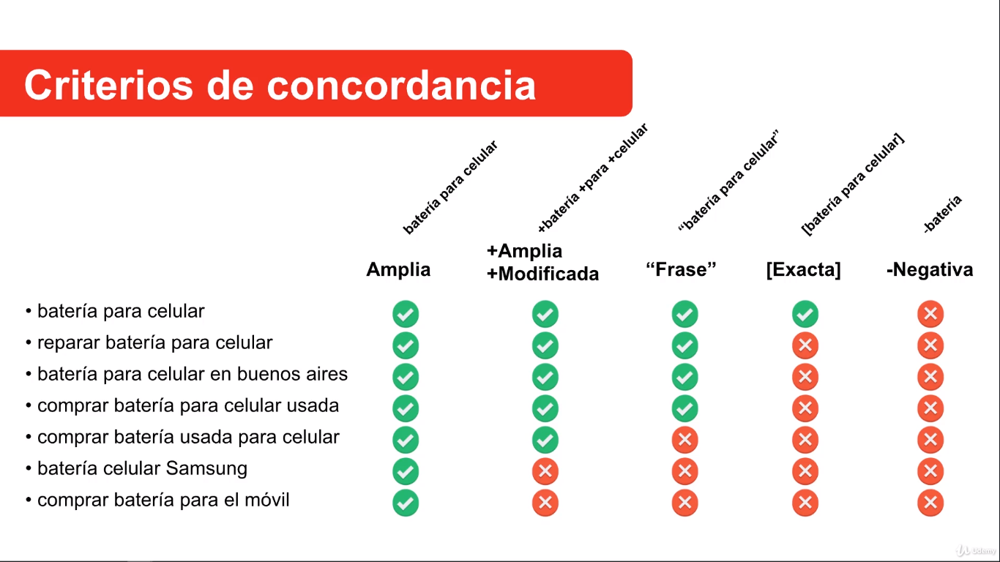 Criterios de concordancia
batería para celular
+batería +para +celular
“batería para celular”
[batería para celular]
-batería
Amplia
+Amplia
+Modificada
“Frase”
[Exacta]
-Negativa
• batería para celular
• reparar batería para celular
• batería para celular en buenos aires
• comprar batería para celular usada
• comprar batería usada para celular
• batería celular Samsung
• comprar batería para el móvil
Udemy